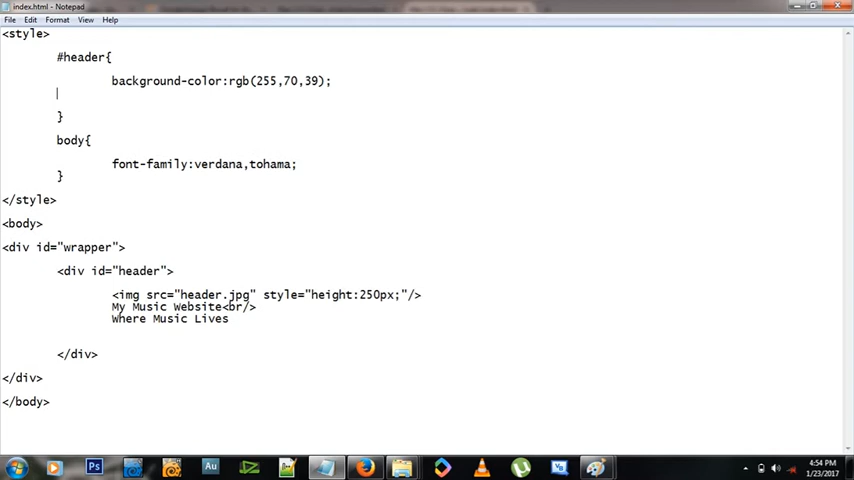 index.html - Notepad
File Edit Format View Help
<style>
#header{
background-color:rgb(255,70,39);
}
body{
font-family:verdana,tohama;
}
</style>
<body>
<div id="wrapper">
<div id="header">
<img src="header.jpg" style="height:250px;"/>
My Music Website<br/>
Where Music Lives
</div>
</div>
</body>
Ps
Au
4:54 PM
1/23/2017